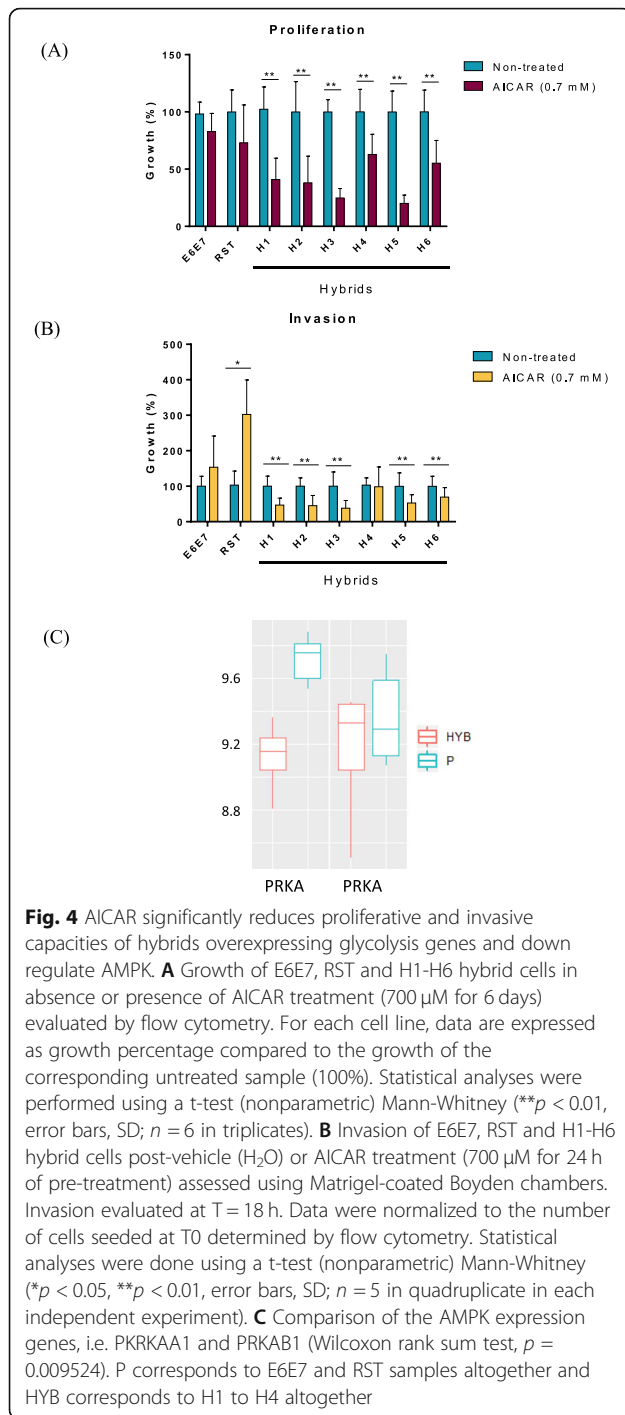 (A)
Proliferation
Growth (%)
150
100
50
0
Non-treated
AICAR (0.7 mM)
**
**
**
**
**
**
E6E7
RST
H1
H2
H3
H4
H5
H6
Hybrids
(B)
Invasion
Growth (%)
500
400
300
200
100
0
Non-treated
AICAR (0.7 mM)
*
**
**
**
**
**
E6E7
RST
H1
H2
H3
H4
H5
H6
Hybrids
(C)
9.6
9.2
8.8
HYB
P
PRKA
PRKA
Fig. 4 AICAR significantly reduces proliferative and invasive
capacities of hybrids overexpressing glycolysis genes and down
regulate AMPK. A Growth of E6E7, RST and H1-H6 hybrid cells in
absence or presence of AICAR treatment (700 μM for 6 days)
evaluated by flow cytometry. For each cell line, data are expressed
as growth percentage compared to the growth of the
corresponding untreated sample (100%). Statistical analyses were
performed using a t-test (nonparametric) Mann-Whitney (**p < 0.01,
error bars, SD; n = 6 in triplicates). B Invasion of E6E7, RST and H1-H6
hybrid cells post-vehicle (H₂O) or AICAR treatment (700 μM for 24 h
of pre-treatment) assessed using Matrigel-coated Boyden chambers.
Invasion evaluated at T = 18 h. Data were normalized to the number
of cells seeded at T0 determined by flow cytometry. Statistical
analyses were done using a t-test (nonparametric) Mann-Whitney
(*p < 0.05, **p < 0.01, error bars, SD; n = 5 in quadruplicate in each
independent experiment). C Comparison of the AMPK expression
genes, i.e. PKRKAA1 and PRKAB1 (Wilcoxon rank sum test, p =
0.009524). P corresponds to E6E7 and RST samples altogether and
HYB corresponds to H1 to H4 altogether